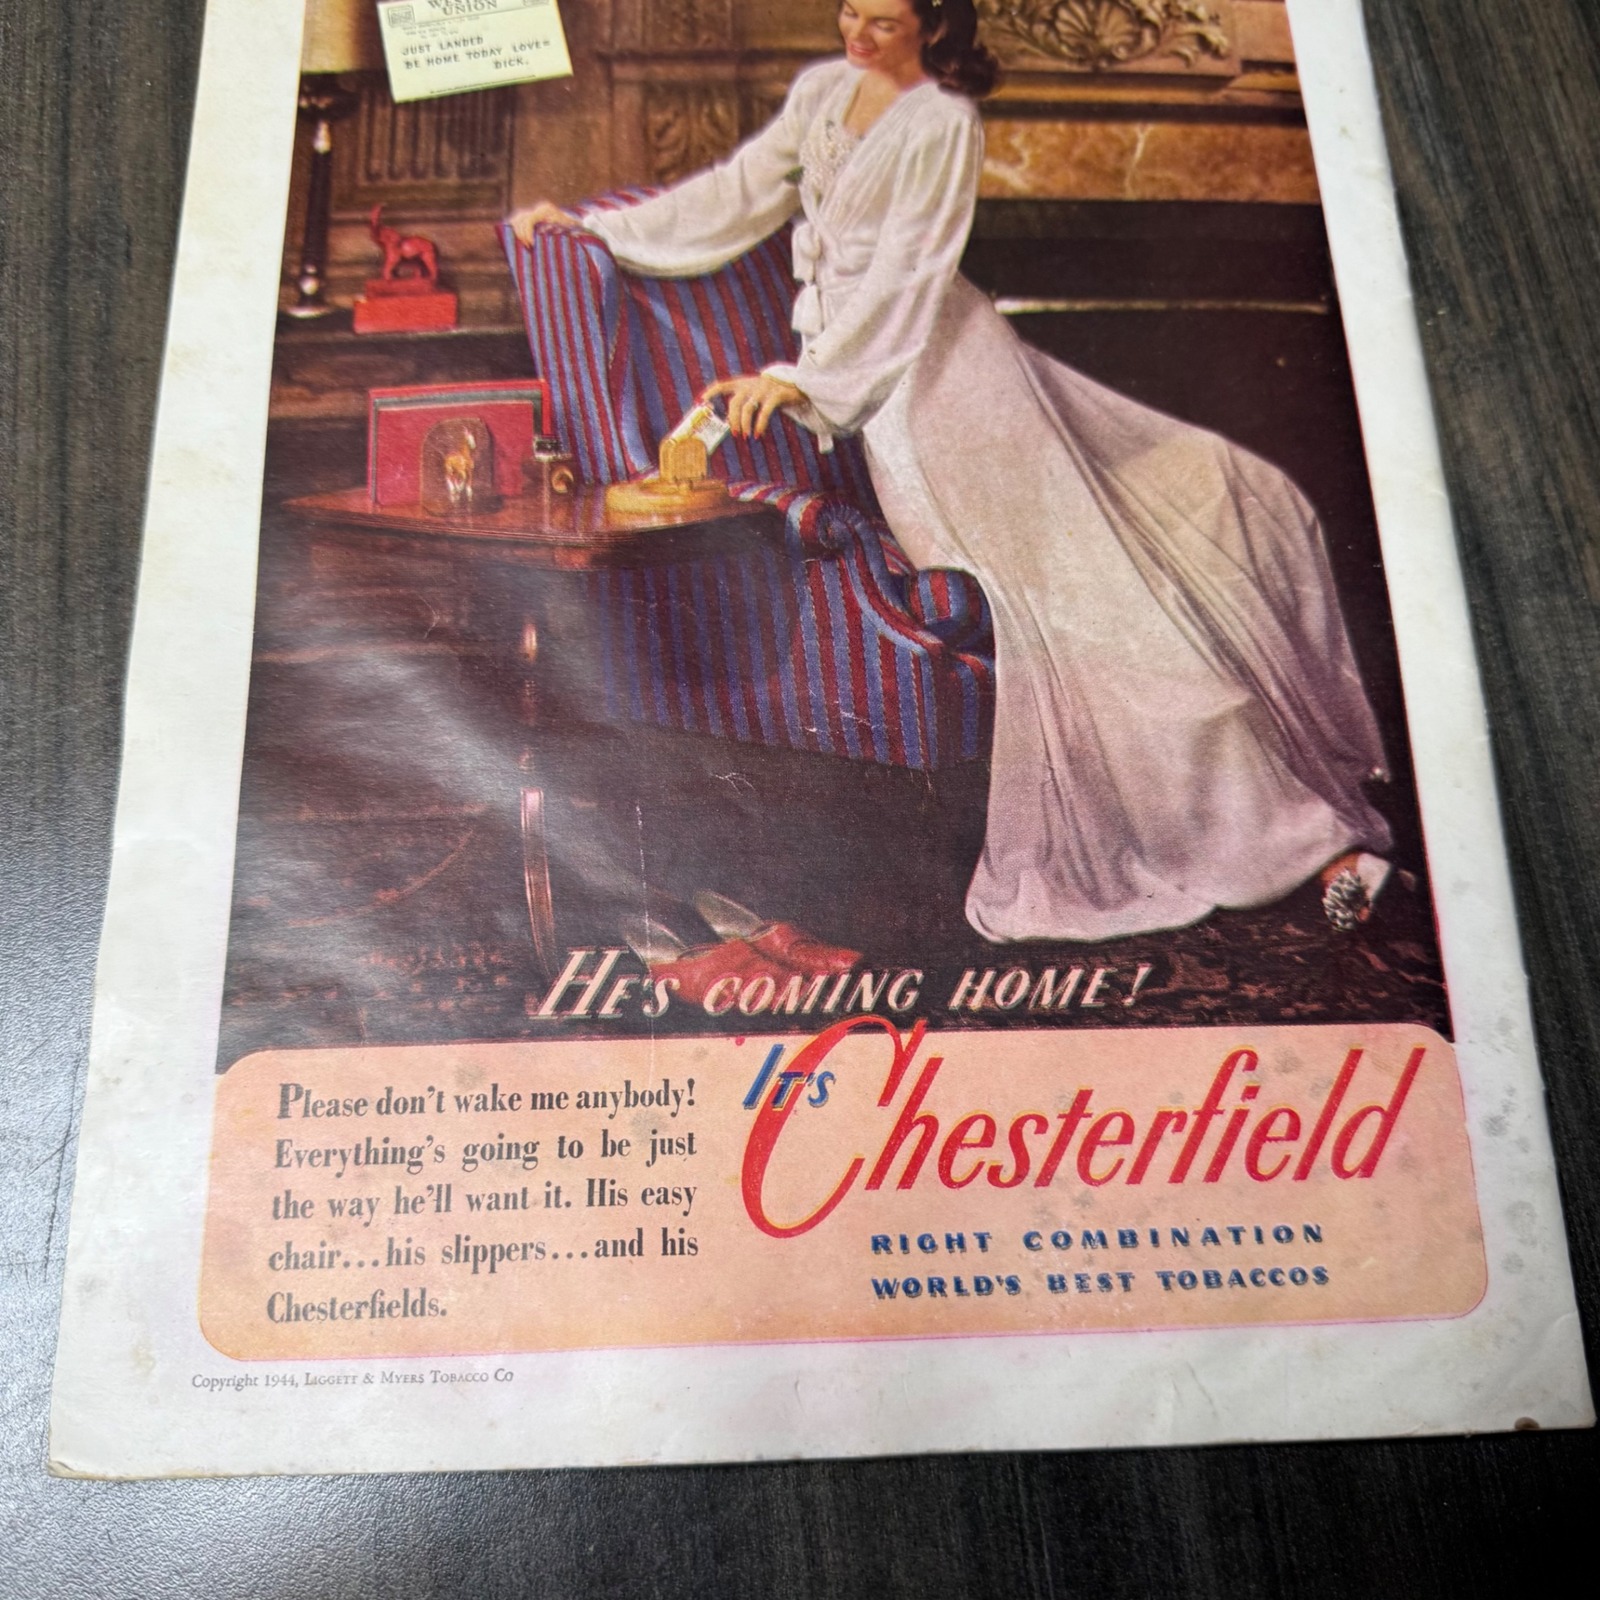 WESTERN
UNION
JUST LANDED
BE HOME TODAY LOVE=
DICK.
HE'S COMING HOME!
IT'S Chesterfield
RIGHT COMBINATION
WORLD'S BEST TOBACCOS
Please don't wake me anybody!
Everything's going to be just
the way he'll want it. His easy
chair...his slippers...and his
Chesterfields.
Copyright 1944, LIGGETT & MYERS TOBACCO CO